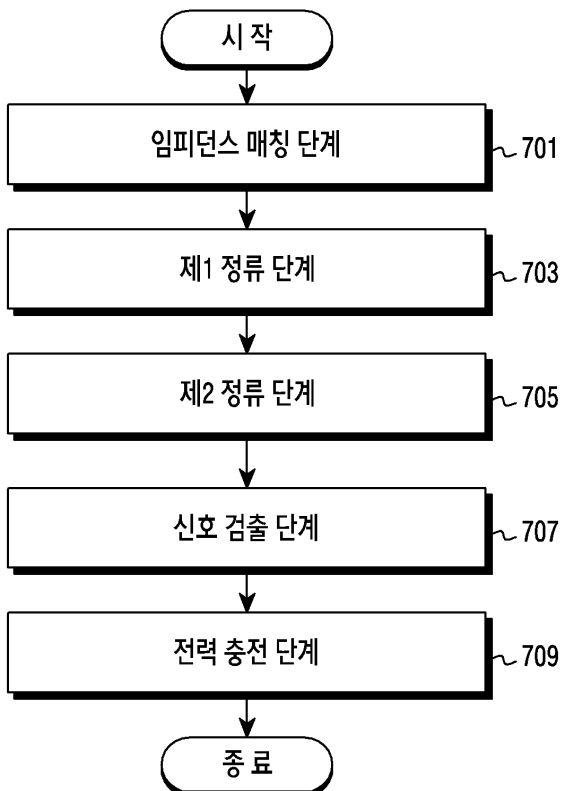 시 작
임피던스 매칭 단계
701
제1 정류 단계
703
제2 정류 단계
705
신호 검출 단계
707
전력 충전 단계
709
종 료